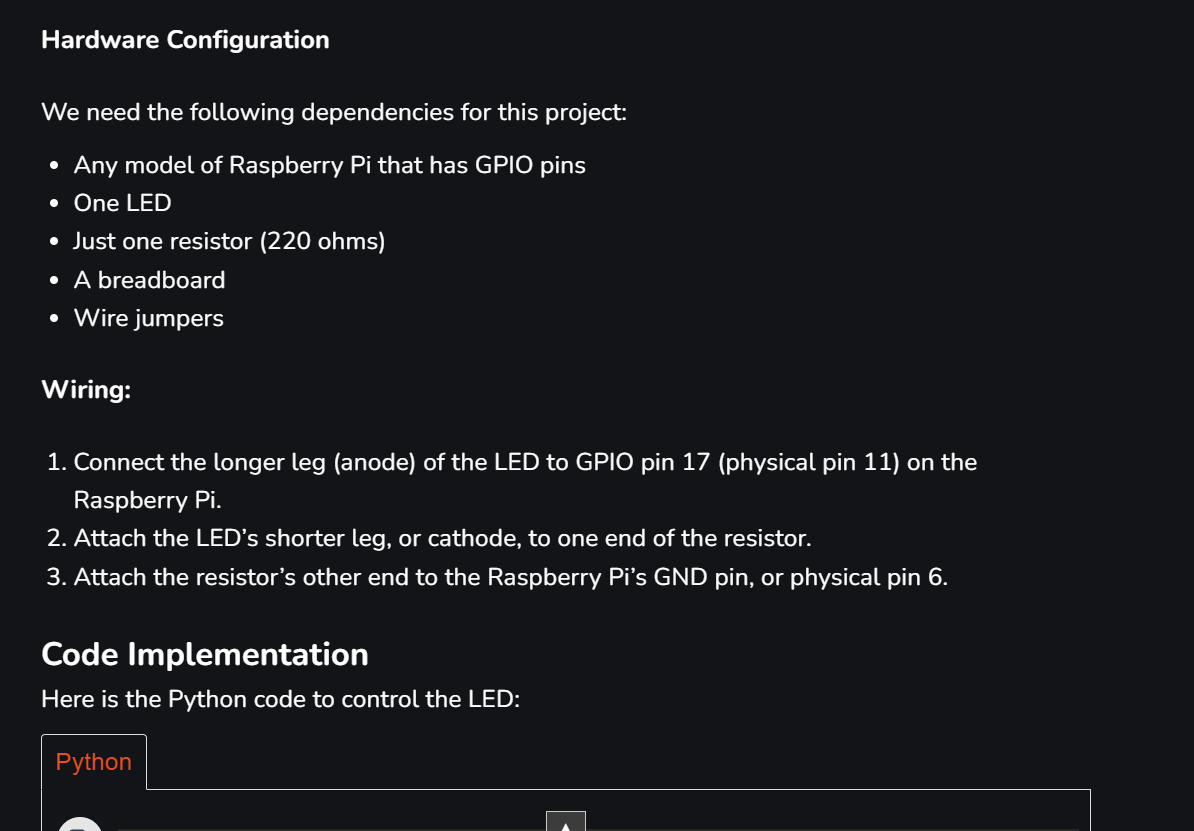 Hardware Configuration
We need the following dependencies for this project:
• Any model of Raspberry Pi that has GPIO pins
• One LED
• Just one resistor (220 ohms)
• A breadboard
• Wire jumpers
Wiring:
1. Connect the longer leg (anode) of the LED to GPIO pin 17 (physical pin 11) on the
Raspberry Pi.
2. Attach the LED’s shorter leg, or cathode, to one end of the resistor.
3. Attach the resistor’s other end to the Raspberry Pi’s GND pin, or physical pin 6.
Code Implementation
Here is the Python code to control the LED:
Python